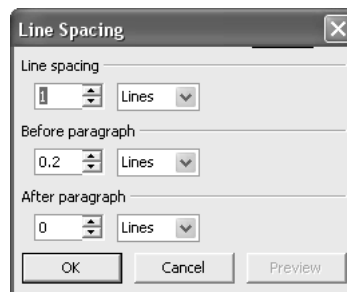 Line Spacing
Line spacing
1 Lines
Before paragraph
0.2 Lines
After paragraph
0 Lines
OK Cancel Preview